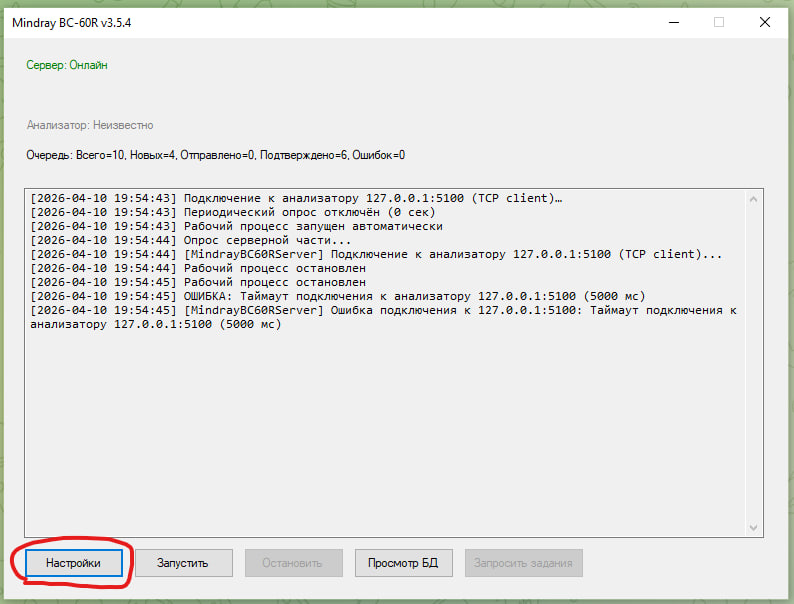 Mindray BC-60R v3.5.4
Сервер: Онлайн
Анализатор: Неизвестно
Очередь: Всего=10, Новых=4, Отправлено=0, Подтверждено=6, Ошибок=0
[2026-04-10 19:54:43] Подключение к анализатору 127.0.0.1:5100 (TCP client)…
[2026-04-10 19:54:43] Периодический опрос отключён (0 сек)
[2026-04-10 19:54:43] Рабочий процесс запущен автоматически
[2026-04-10 19:54:44] Опрос серверной части...
[2026-04-10 19:54:44] [MindrayBC60RServer] Подключение к анализатору 127.0.0.1:5100 (TCP client)...
[2026-04-10 19:54:44] Рабочий процесс остановлен
[2026-04-10 19:54:45] Рабочий процесс остановлен
[2026-04-10 19:54:45] ОШИБКА: Таймаут подключения к анализатору 127.0.0.1:5100 (5000 мс)
[2026-04-10 19:54:45] [MindrayBC60RServer] Ошибка подключения к 127.0.0.1:5100: Таймаут подключения к
анализатору 127.0.0.1:5100 (5000 мс)
Настройки Запустить Остановить Просмотр БД Запросить задания